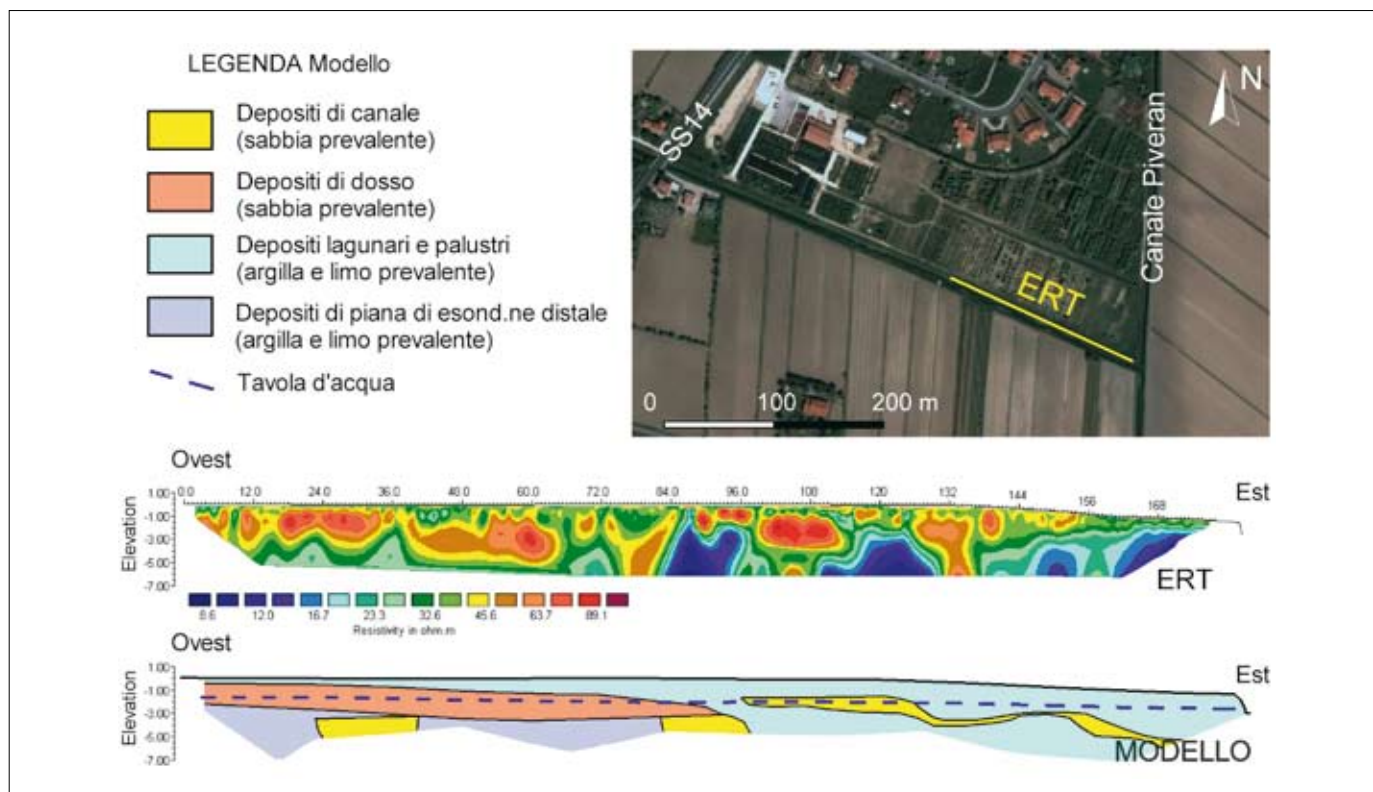 LEGENDA Modello
Depositi di canale
(sabbia prevalente)
Depositi di dosso
(sabbia prevalente)
Depositi lagunari e palustri
(argilla e limo prevalente)
Depositi di piana di esond.ne distale
(argilla e limo prevalente)
Tavola d'acqua
SS14
N
Canale Piveran
ERT
0 100 200 m
Ovest
Est
0.0 12.0 24.0 36.0 48.0 60.0 72.0 84.0 96.0 108 120 132 144 156 168
Elevation
1.00
-1.00
-3.00
-5.00
-7.00
ERT
8.6 12.0 16.7 23.3 32.6 45.6 63.7 89.1
Resistivity in ohm.m
Ovest
Est
Elevation
1.00
-1.00
-3.00
-5.00
-7.00
MODELLO